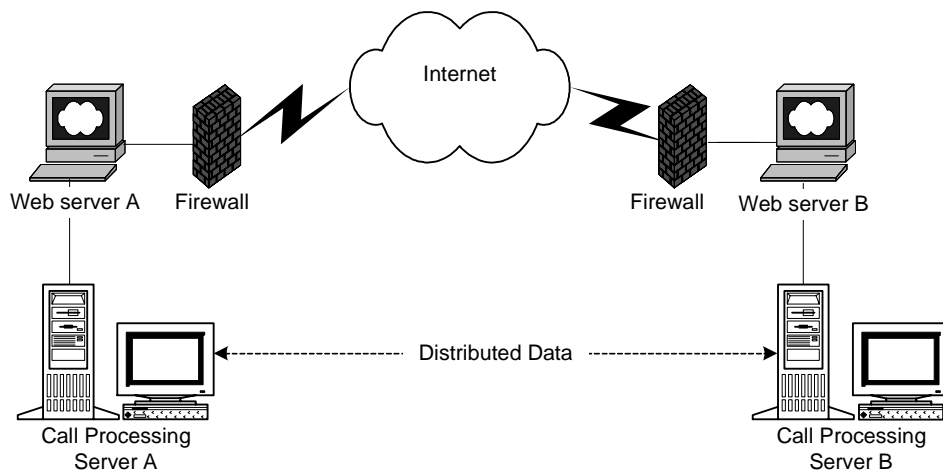 Internet
Web server A
Firewall
Firewall
Web server B
Distributed Data
Call Processing
Server A
Call Processing
Server B